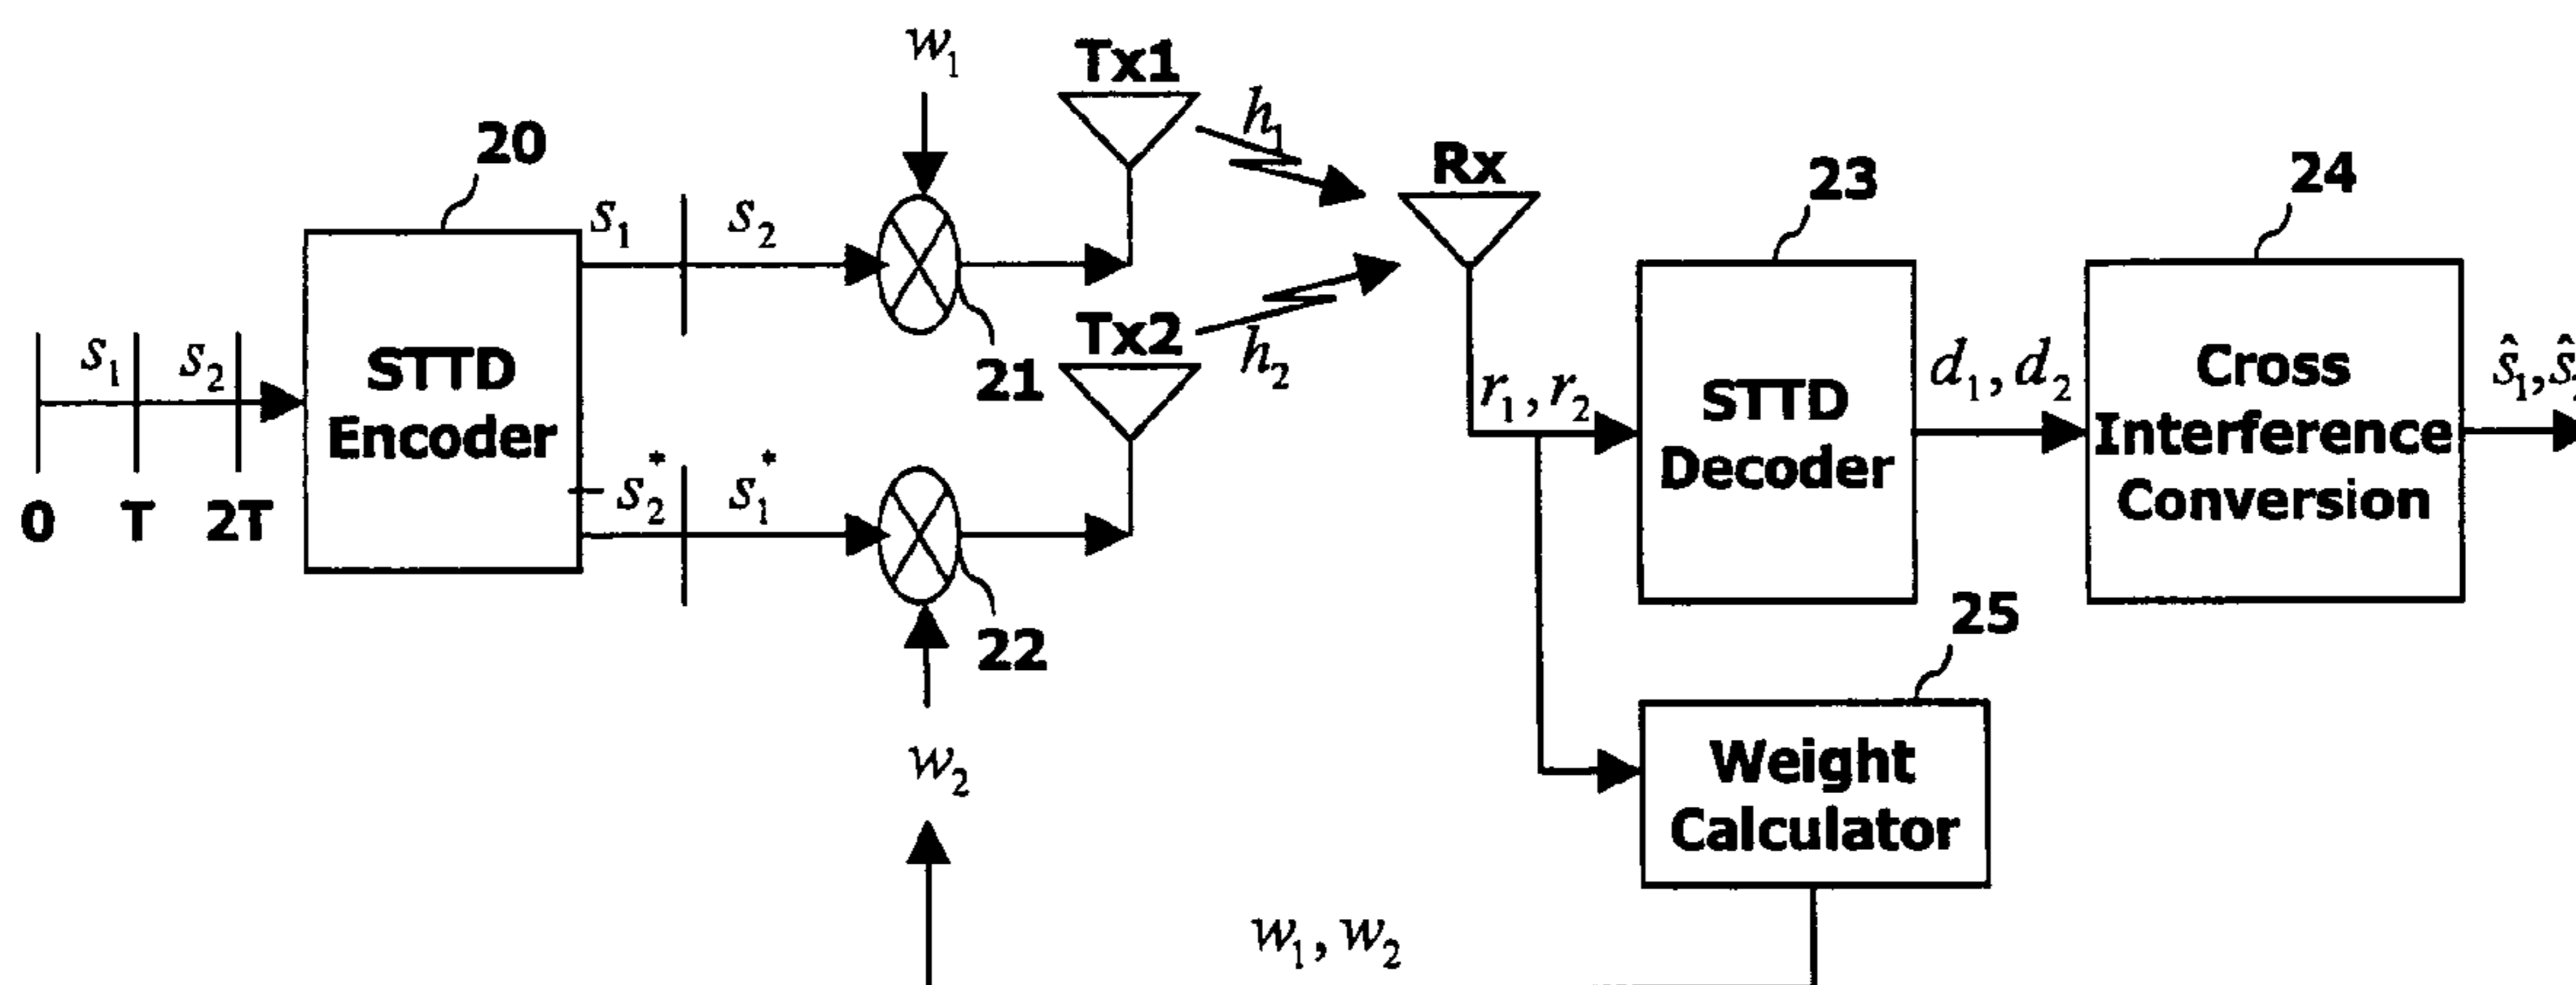 w₁
Tx1
h₁
20
Rx
23
24
s₁ s₂
s₁ s₂
STTD
Encoder
21
Tx2
h₂
r₁, r₂
STTD
Decoder
d₁, d₂
Cross
Interference
Conversion
ŝ₁, ŝ
0 T 2T
- s₂* s₁*
22
25
w₂
Weight
Calculator
w₁, w₂